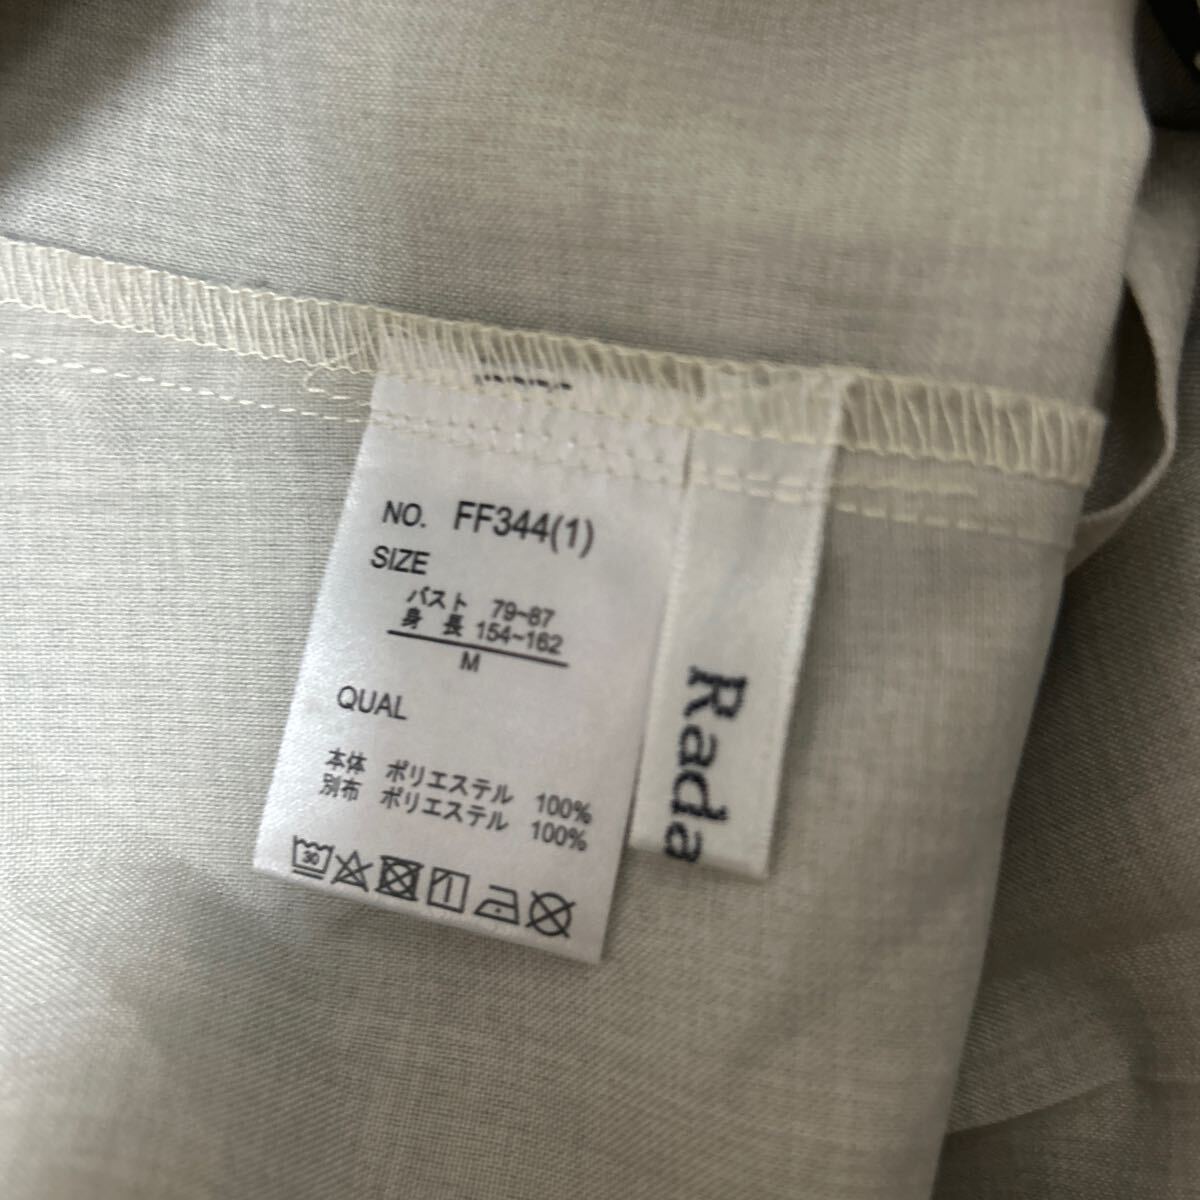 NO. FF344(1)
SIZE
バスト 79~87
身 長 154~162
M
QUAL
本体 ポリエステル 100%
別布 ポリエステル 100%
30
Rada